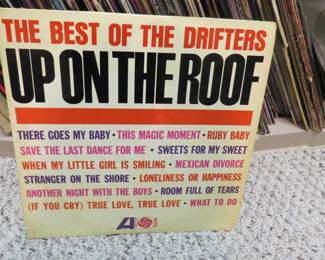 THE BEST OF THE DRIFTERS
UP ON THE ROOF
THERE GOES MY BABY • THIS MAGIC MOMENT • RUBY BABY
SAVE THE LAST DANCE FOR ME • SWEETS FOR MY SWEET
WHEN MY LITTLE GIRL IS SMILING • MEXICAN DIVORCE
STRANGER ON THE SHORE • LONELINESS OR HAPPINESS
ANOTHER NIGHT WITH THE BOYS • ROOM FULL OF TEARS
(IF YOU CRY) TRUE LOVE, TRUE LOVE • WHAT TO DO
A